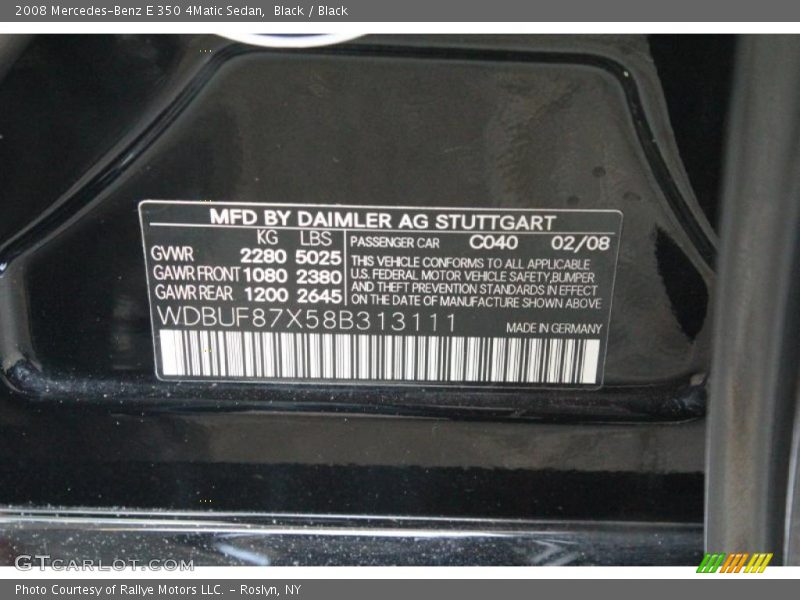 2008 Mercedes-Benz E 350 4Matic Sedan,  Black / Black
MFD BY DAIMLER AG STUTTGART
KG LBS
GVWR 2280 5025
GAWR FRONT 1080 2380
GAWR REAR 1200 2645
PASSENGER CAR C040 02/08
THIS VEHICLE CONFORMS TO ALL APPLICABLE
U.S. FEDERAL MOTOR VEHICLE SAFETY,BUMPER
AND THEFT PREVENTION STANDARDS IN EFFECT
ON THE DATE OF MANUFACTURE SHOWN ABOVE
WDBUF87X58B313111
MADE IN GERMANY
GTCARLOT.COM
Photo Courtesy of Rallye Motors LLC. - Roslyn, NY